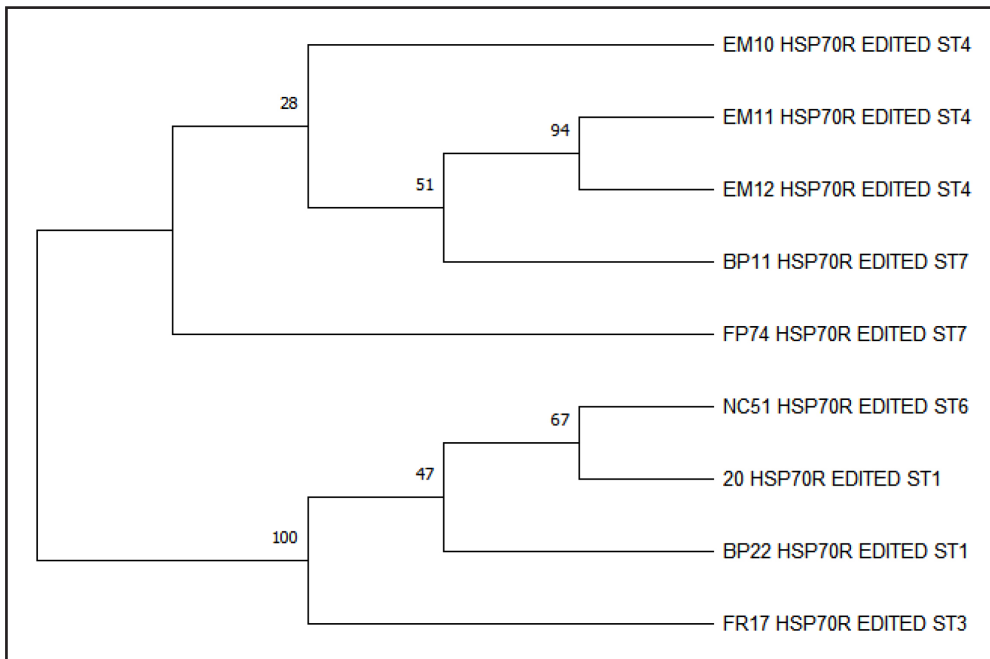 EM10 HSP70R EDITED ST4
28
EM11 HSP70R EDITED ST4
94
51
EM12 HSP70R EDITED ST4
BP11 HSP70R EDITED ST7
FP74 HSP70R EDITED ST7
NC51 HSP70R EDITED ST6
67
47
20 HSP70R EDITED ST1
100
BP22 HSP70R EDITED ST1
FR17 HSP70R EDITED ST3